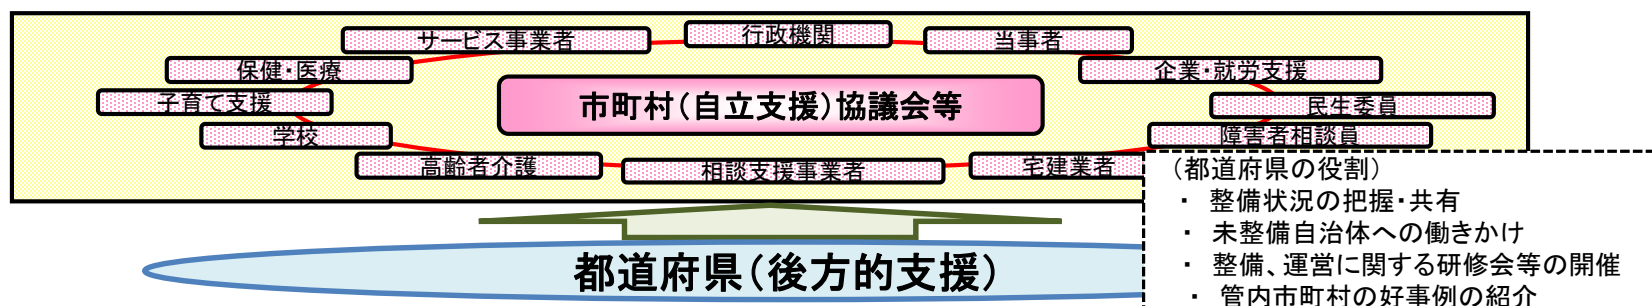 行政機関
サービス事業者
当事者
保健・医療
企業・就労支援
子育て支援
市町村（自立支援）協議会等
民生委員
学校
障害者相談員
高齢者介護
相談支援事業者
宅建業者
（都道府県の役割）
・ 整備状況の把握・共有
・ 未整備自治体への働きかけ
・ 整備、運営に関する研修会等の開催
・ 管内市町村の好事例の紹介
都道府県（後方的支援）